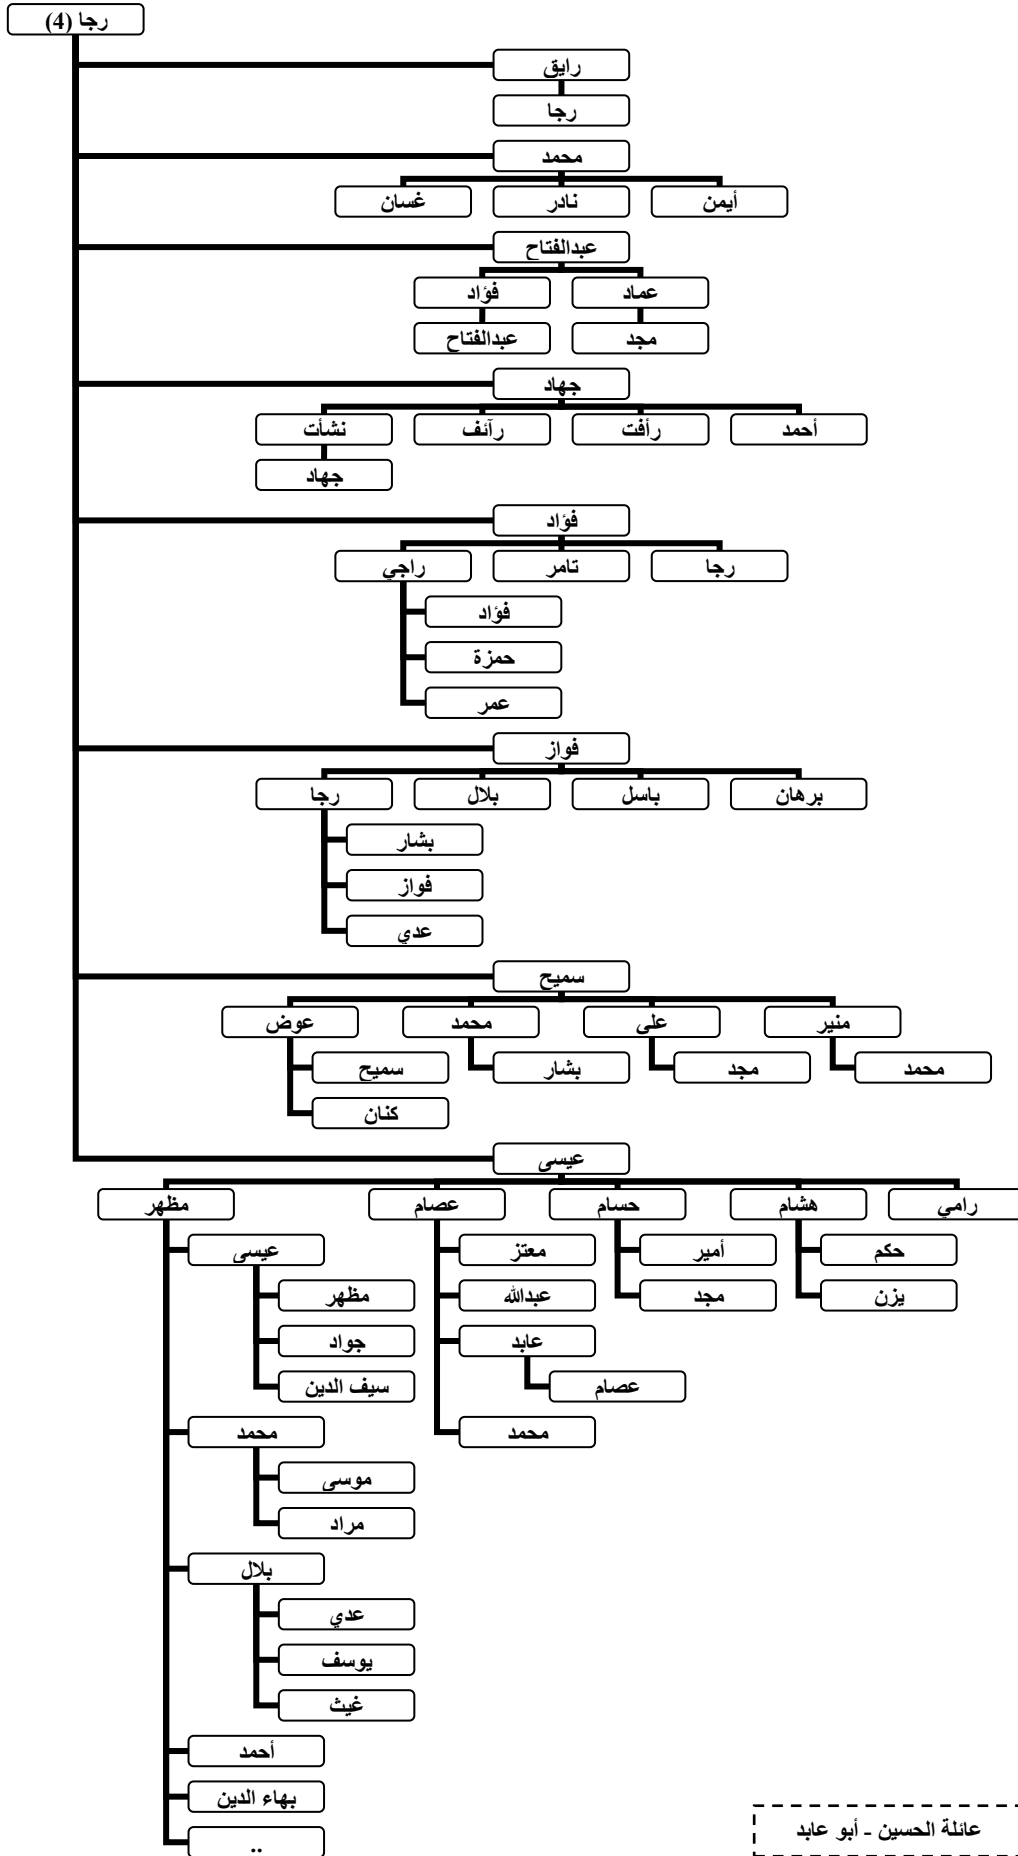 رجا (4)
رايق
رجا
محمد
أيمن
نادر
غسان
عبدالفتاح
عماد
فؤاد
مجد
عبدالفتاح
جهاد
أحمد
رأفت
رآئف
نشأت
جهاد
فؤاد
رجا
تامر
راجي
فؤاد
حمزة
عمر
فواز
برهان
باسل
بلال
رجا
بشار
فواز
عدي
سميح
منير
علي
محمد
عوض
محمد
مجد
بشار
سميح
كنان
عيسى
رامي
هشام
حسام
عصام
مظهر
حكم
أمير
معتز
عيسى
يزن
مجد
عبدالله
مظهر
عابد
جواد
عصام
سيف الدين
محمد
محمد
موسى
مراد
بلال
عدي
يوسف
غيث
أحمد
بهاء الدين
..
عائلة الحسين - أبو عابد